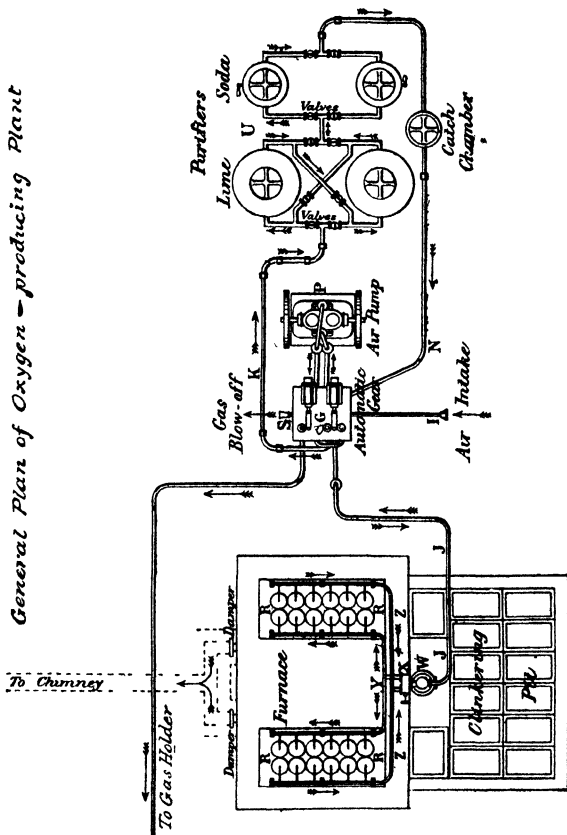 General Plan of Oxygen-producing Plant
Purifiers
Soda
Lime
U
Valves
Valves
Catch
Chamber
Air Pump
K
N
Gas
Blow-off
S
G
Automatic
Gear
I
Air Intake
To Chimney
To Gas Holder
Damper
Damper
Furnace
R
R
R
R
Y
Z
Z
X
W
J
J
Clinkering
Pit